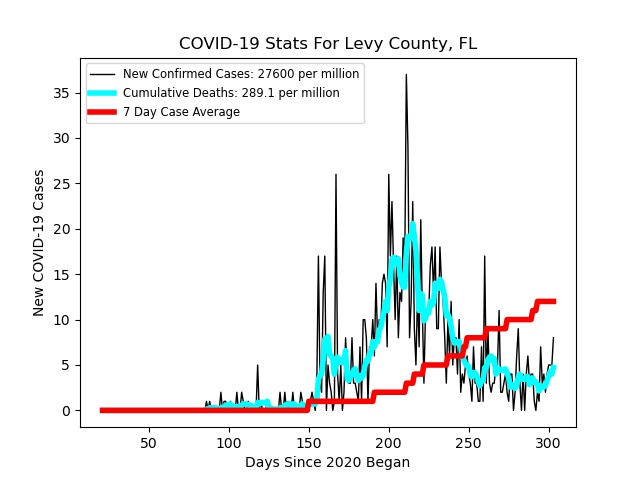 COVID-19 Stats For Levy County, FL
New Confirmed Cases: 27600 per million
Cumulative Deaths: 289.1 per million
7 Day Case Average
New COVID-19 Cases
35
30
25
20
15
10
5
0
50 100 150 200 250 300
Days Since 2020 Began